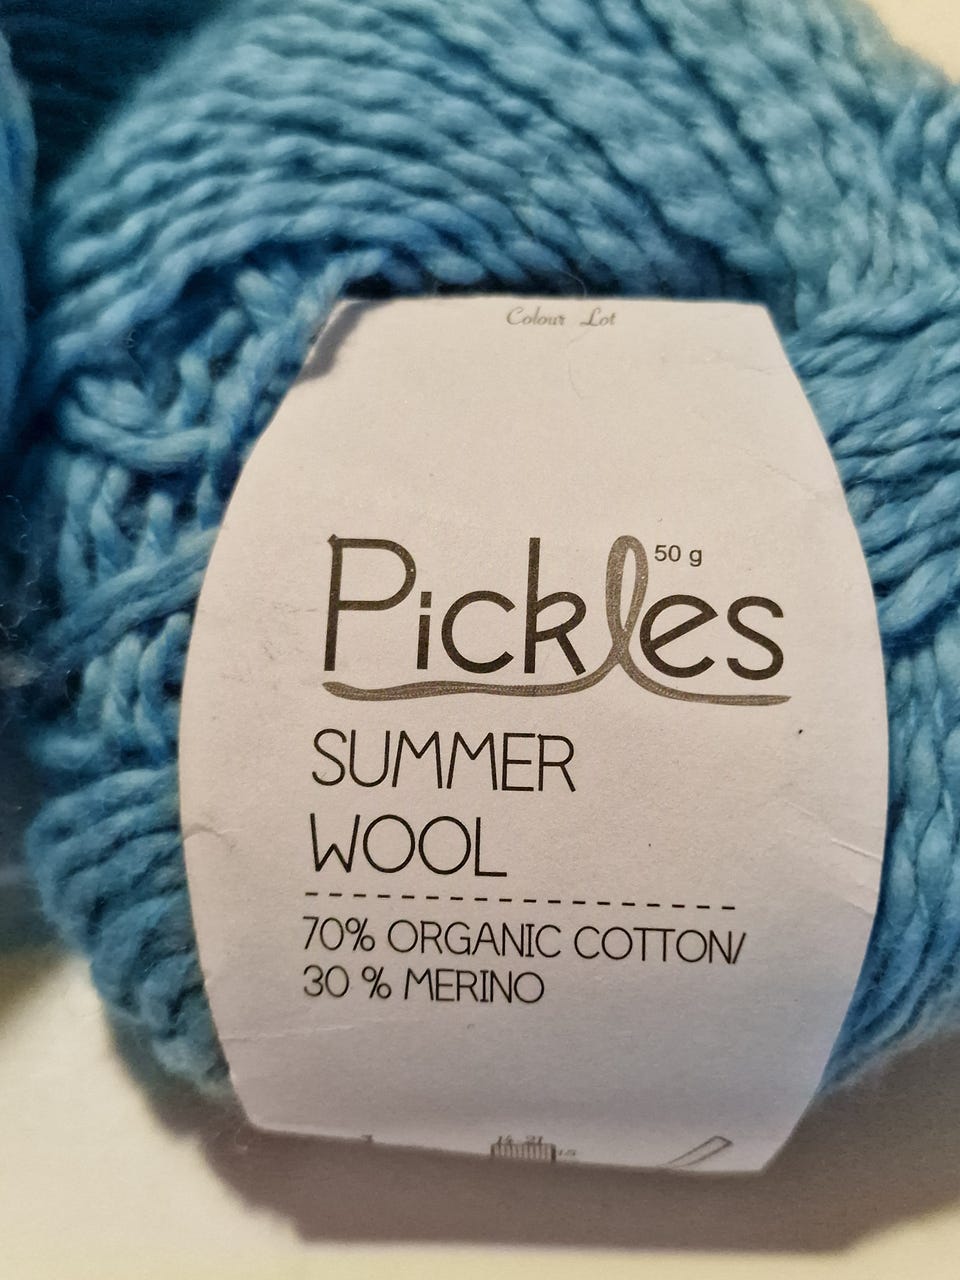 Colour Lot
50 g
Pickles
SUMMER
WOOL
70% ORGANIC COTTON/
30 % MERINO